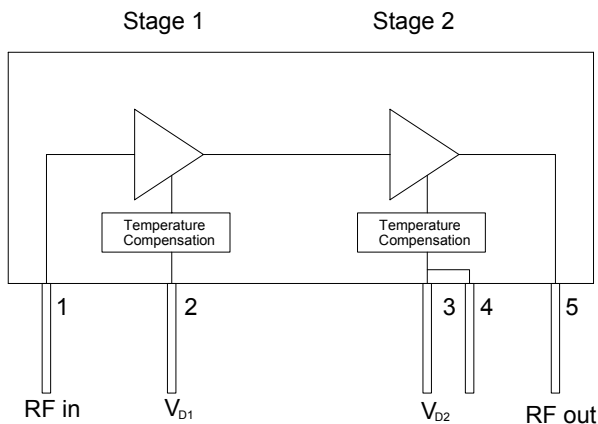 Stage 1 Stage 2
Temperature
Compensation
Temperature
Compensation
1 2 3 4 5
RF in VD1 VD2 RF out